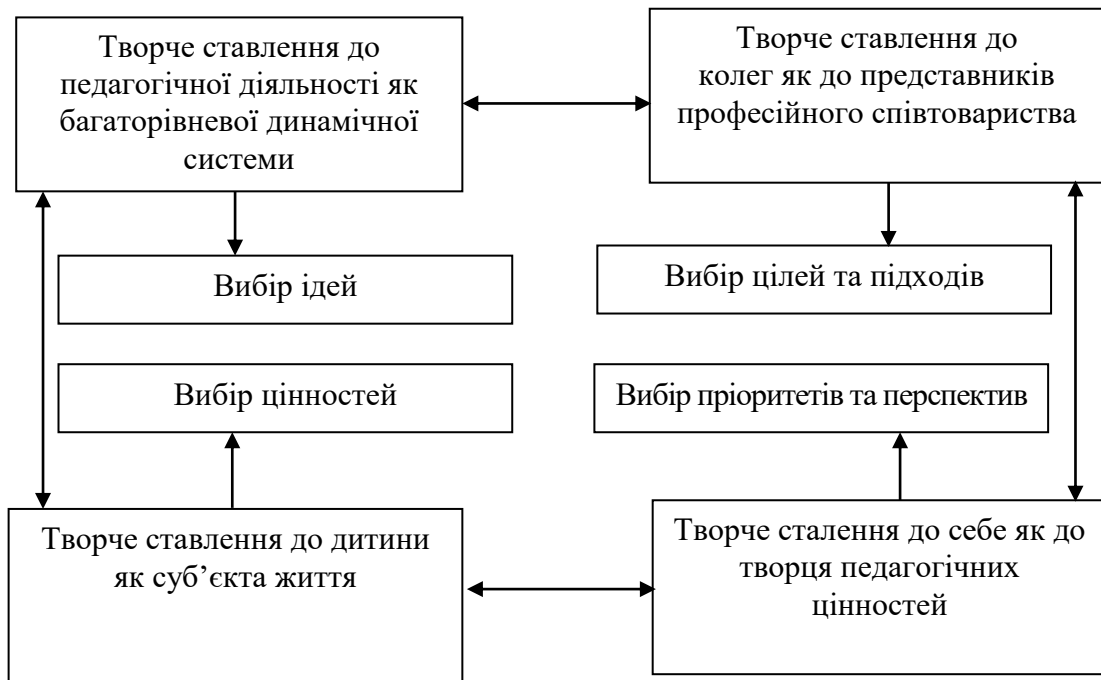 Творче ставлення до
педагогічної діяльності як
багаторівневої динамічної
системи
Творче ставлення до
колег як до представників
професійного співтовариства
Вибір ідей
Вибір цілей та підходів
Вибір цінностей
Вибір пріоритетів та перспектив
Творче ставлення до дитини
як суб’єкта життя
Творче сталення до себе як до
творця педагогічних
цінностей